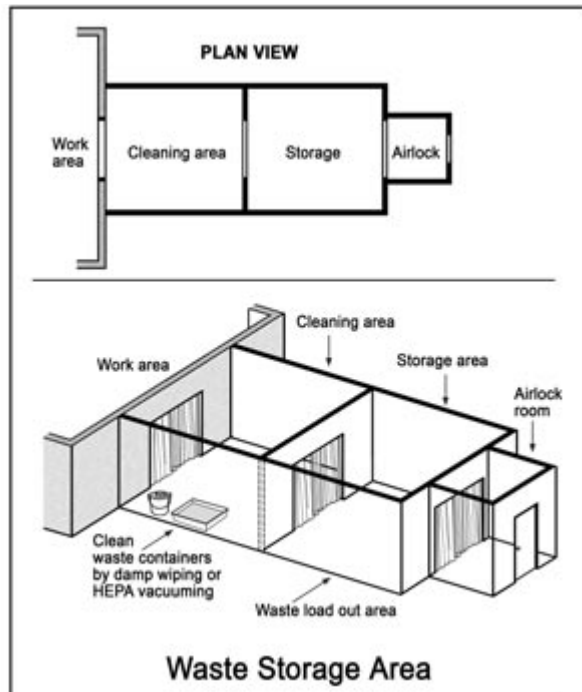 PLAN VIEW
Work
area
Cleaning area
Storage
Airlock
Cleaning area
Work area
Storage area
Airlock
room
Clean
waste containers
by damp wiping or
HEPA vacuuming
Waste load out area
Waste Storage Area